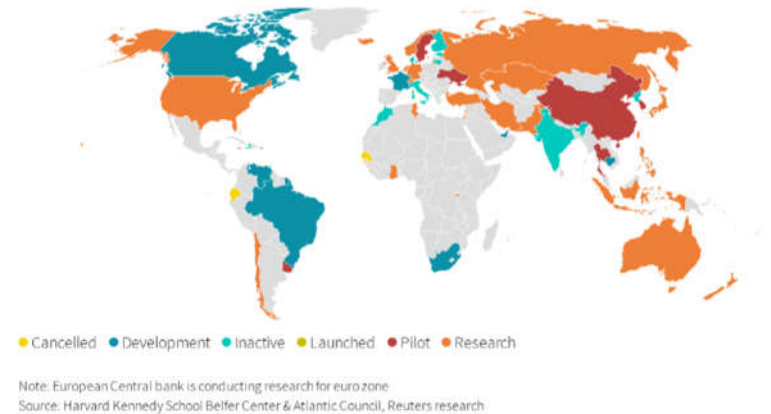 Cancelled Development Inactive Launched Pilot Research
Note: European Central bank is conducting research for euro zone
Source: Harvard Kennedy School Belfer Center & Atlantic Council, Reuters research